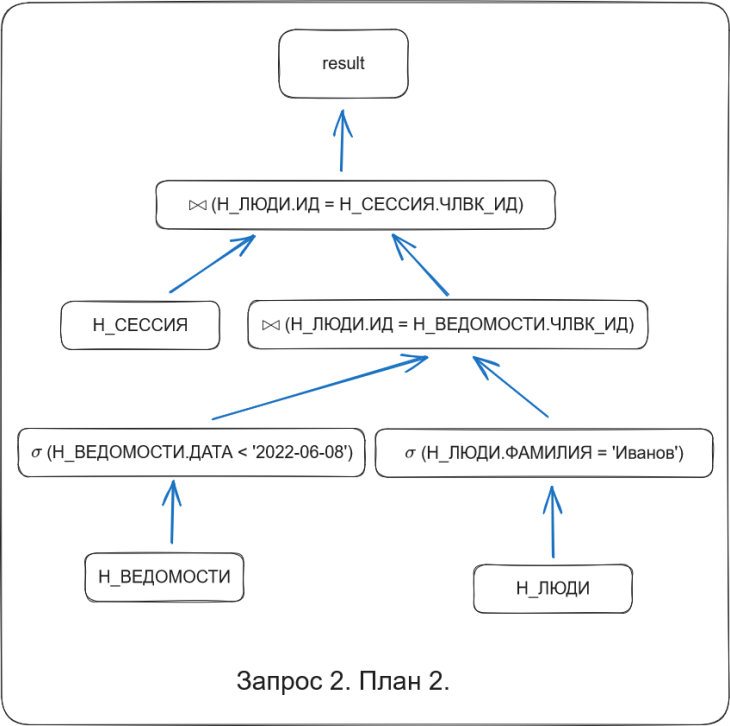 result
⋈ (Н_ЛЮДИ.ИД = Н_СЕССИЯ.ЧЛВК_ИД)
Н_СЕССИЯ
⋈ (Н_ЛЮДИ.ИД = Н_ВЕДОМОСТИ.ЧЛВК_ИД)
σ (Н_ВЕДОМОСТИ.ДАТА < '2022-06-08')
σ (Н_ЛЮДИ.ФАМИЛИЯ = 'Иванов')
Н_ВЕДОМОСТИ
Н_ЛЮДИ
Запрос 2. План 2.